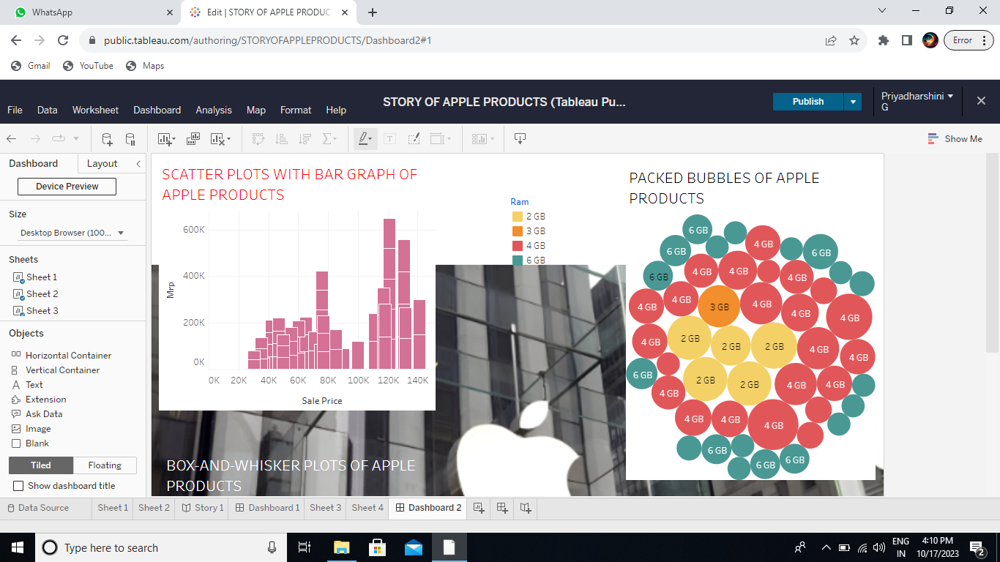 WhatsApp
Edit | STORY OF APPLE PRODUC
public.tableau.com/authoring/STORYOFAPPLEPRODUCTS/Dashboard2#1
Error
Gmail
YouTube
Maps
File
Data
Worksheet
Dashboard
Analysis
Map
Format
Help
STORY OF APPLE PRODUCTS (Tableau Pu...
Publish
Priyadharshini
G
Show Me
Dashboard
Layout
Device Preview
Size
Desktop Browser (100...
Sheets
Sheet 1
Sheet 2
Sheet 3
Objects
Horizontal Container
Vertical Container
Text
Extension
Ask Data
Image
Blank
Tiled
Floating
Show dashboard title
SCATTER PLOTS WITH BAR GRAPH OF
APPLE PRODUCTS
600K
400K
200K
0K
Mrp
0K 20K 40K 60K 80K 100K 120K 140K
Sale Price
Ram
2 GB
3 GB
4 GB
6 GB
BOX-AND-WHISKER PLOTS OF APPLE
PRODUCTS
PACKED BUBBLES OF APPLE
PRODUCTS
6 GB
4 GB
6 GB
6 GB
4 GB
4 GB
6 GB
4 GB
4 GB
4 GB
3 GB
4 GB
4 GB
4 GB
4 GB
2 GB
2 GB
2 GB
4 GB
4 GB
6 GB
2 GB
2 GB
4 GB
4 GB
4 GB
4 GB
4 GB
4 GB
6 GB
6 GB
6 GB
Data Source
Sheet 1
Sheet 2
Story 1
Dashboard 1
Sheet 3
Sheet 4
Dashboard 2
Type here to search
ENG
IN
4:10 PM
10/17/2023
2